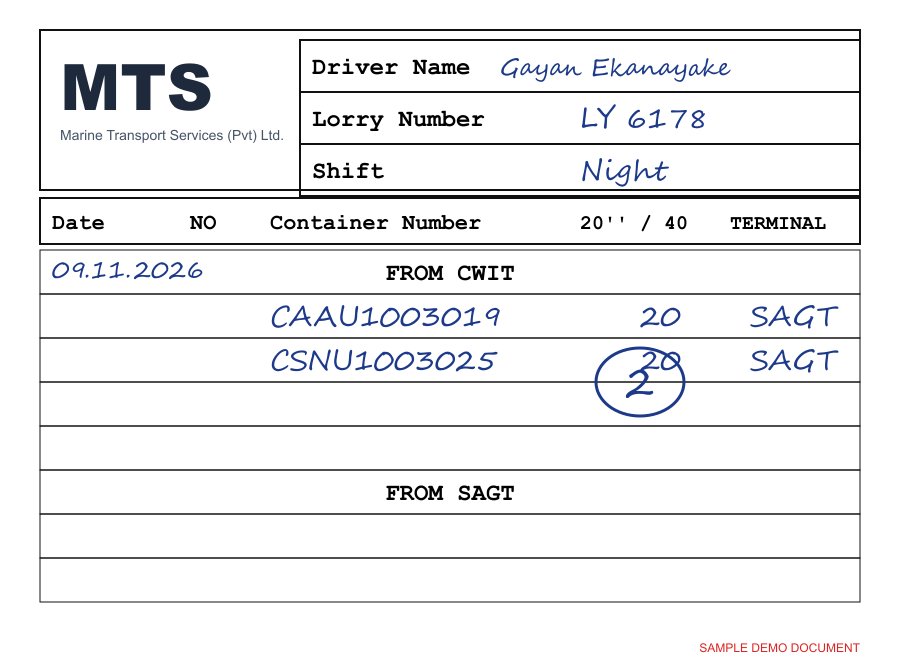 MTS
Marine Transport Services (Pvt) Ltd.
Driver Name Gayan Ekanayake
Lorry Number LY 6178
Shift Night
Date NO Container Number 20'' / 40 TERMINAL
09.11.2026 FROM CWIT
CAAU1003019 20 SAGT
CSNU1003025 20 SAGT
2
FROM SAGT
SAMPLE DEMO DOCUMENT